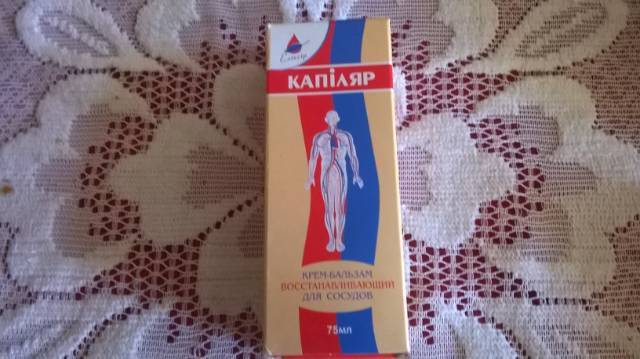 КАПіЛЯР
КРЕМ-БАЛЬЗАМ
ВОССТАНАВЛИВАЮЩИЙ
ДЛЯ СОСУДОВ
75мл